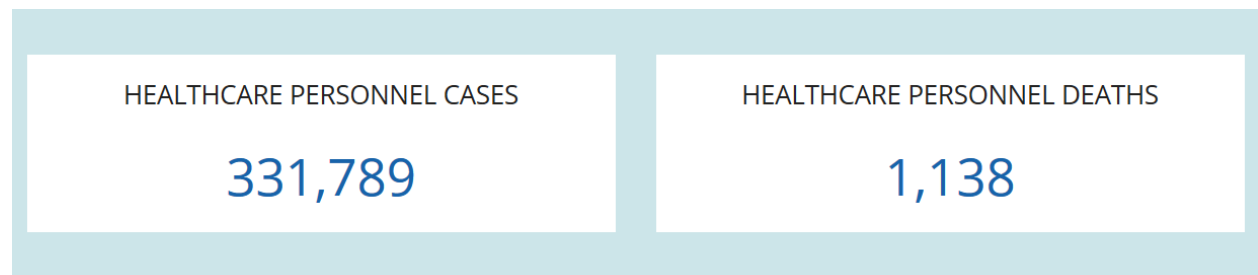 HEALTHCARE PERSONNEL CASES
331,789
HEALTHCARE PERSONNEL DEATHS
1,138